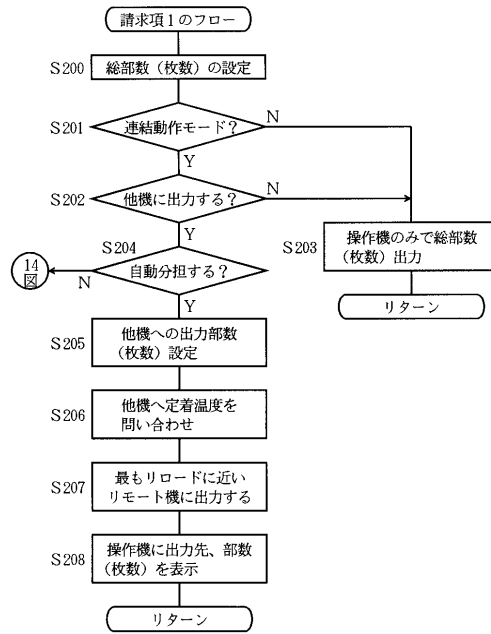 請求項1のフロー
S200
総部数（枚数）の設定
S201
連結動作モード？
N
Y
S202
他機に出力する？
N
Y
S203
操作機のみで総部数
（枚数）出力
リターン
S204
自動分担する？
N
14
図
Y
S205
他機への出力部数
（枚数）設定
S206
他機へ定着温度を
問い合わせ
S207
最もリロードに近い
リモート機に出力する
S208
操作機に出力先、部数
（枚数）を表示
リターン